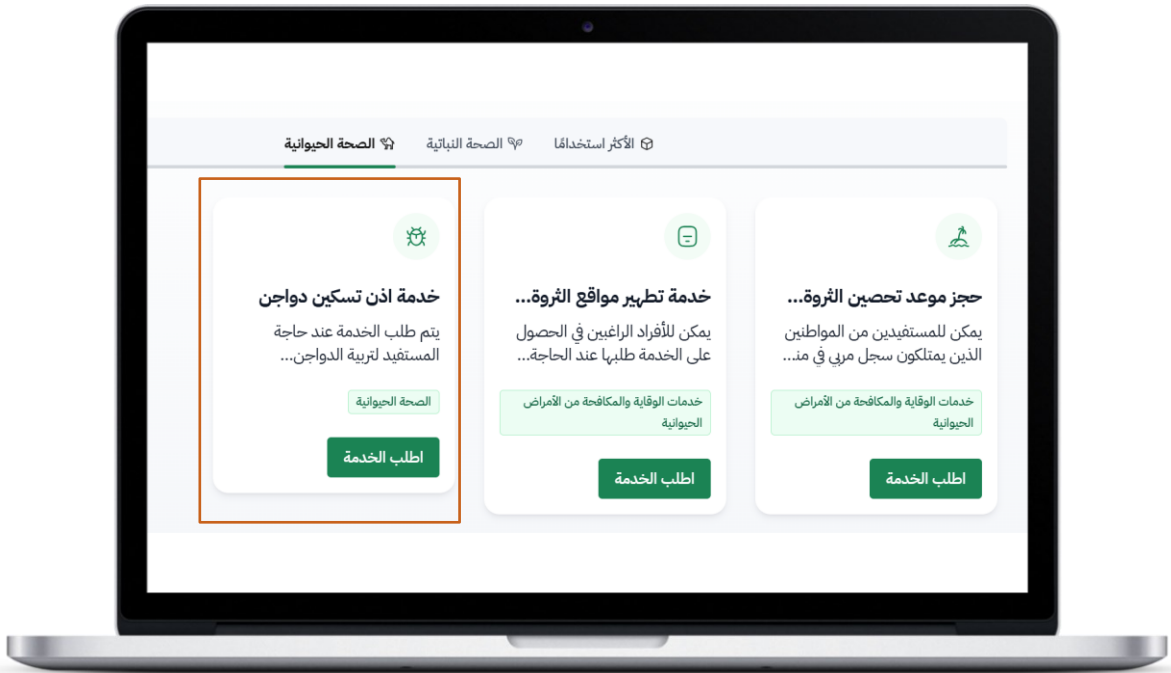 الأكثر استخدامًا
الصحة النباتية
الصحة الحيوانية
حجز موعد تحصين الثروة...
يمكن للمستفيدين من المواطنين
الذين يمتلكون سجل مربي في منـ...
خدمات الوقاية والمكافحة من الأمراض
الحيوانية
اطلب الخدمة
خدمة تطهير مواقع الثروة...
يمكن للأفراد الراغبين في الحصول
على الخدمة طلبها عند الحاجة...
خدمات الوقاية والمكافحة من الأمراض
الحيوانية
اطلب الخدمة
خدمة اذن تسكين دواجن
يتم طلب الخدمة عند حاجة
المستفيد لتربية الدواجن...
الصحة الحيوانية
اطلب الخدمة